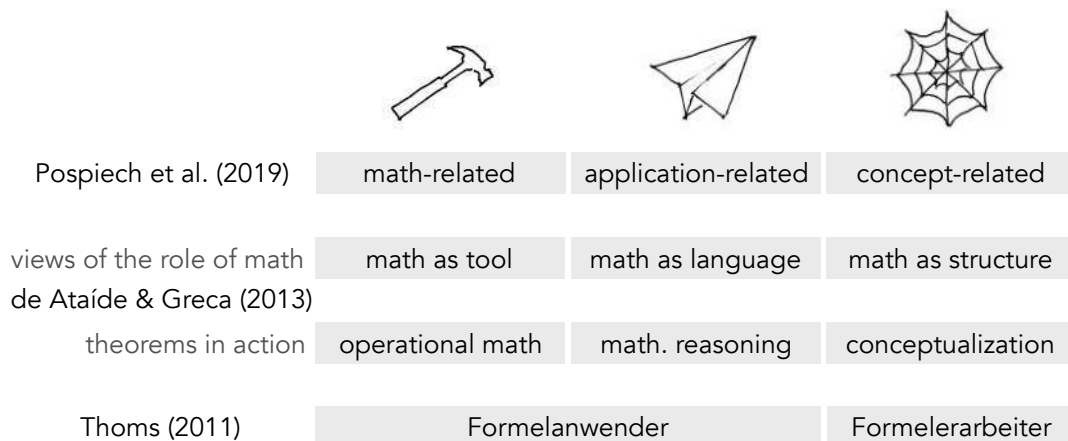 Pospiech et al. (2019) math-related application-related concept-related
views of the role of math math as tool math as language math as structure
de Ataíde & Greca (2013)
theorems in action operational math math. reasoning conceptualization
Thoms (2011) Formelanwender Formelerarbeiter